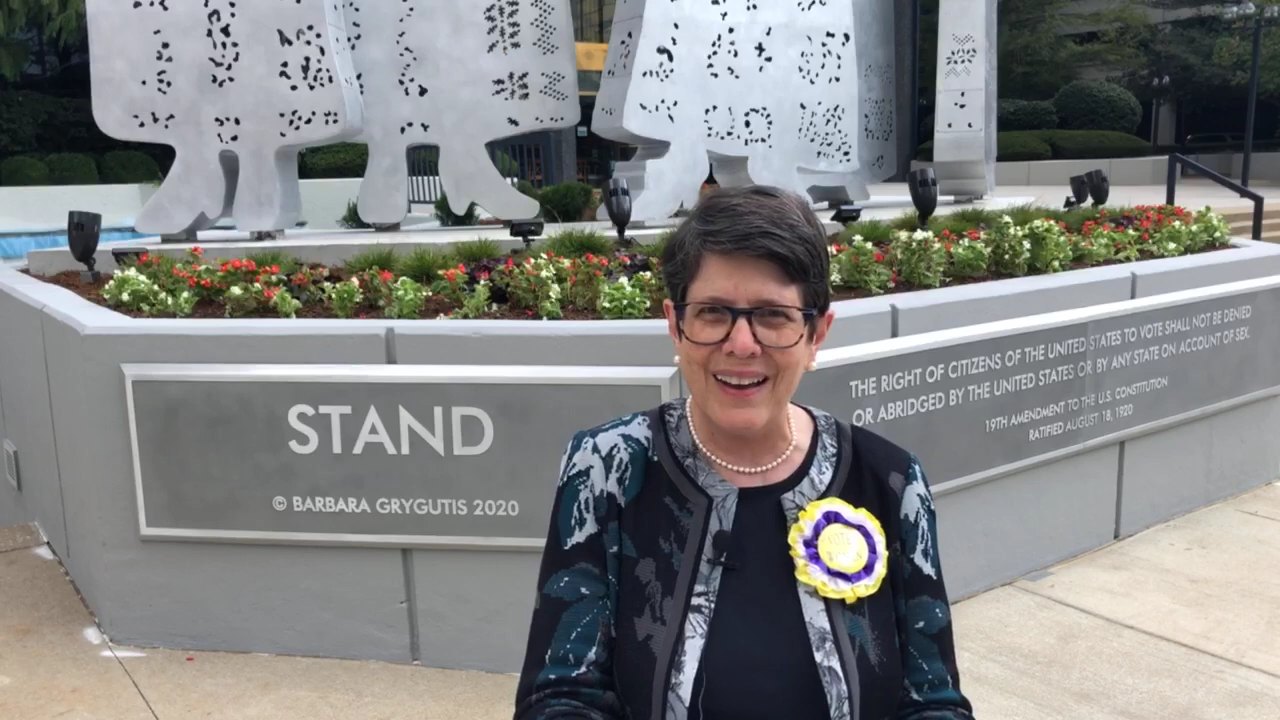 STAND
© BARBARA GRYGUTIS 2020
THE RIGHT OF CITIZENS OF THE UNITED STATES TO VOTE SHALL NOT BE DENIED
OR ABRIDGED BY THE UNITED STATES OR BY ANY STATE ON ACCOUNT OF SEX.
19TH AMENDMENT TO THE U.S. CONSTITUTION
RATIFIED AUGUST 18, 1920
VOTE